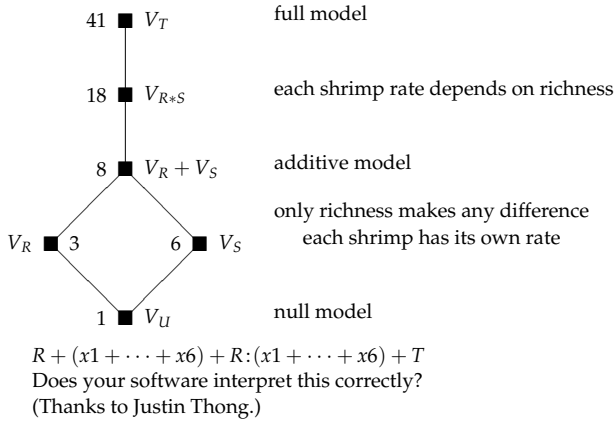 41 V_T full model
18 V_{R*S} each shrimp rate depends on richness
8 V_R + V_S additive model
only richness makes any difference
V_R 3 6 V_S each shrimp has its own rate
1 V_U null model
R + (x1 + ··· + x6) + R:(x1 + ··· + x6) + T
Does your software interpret this correctly?
(Thanks to Justin Thong.)